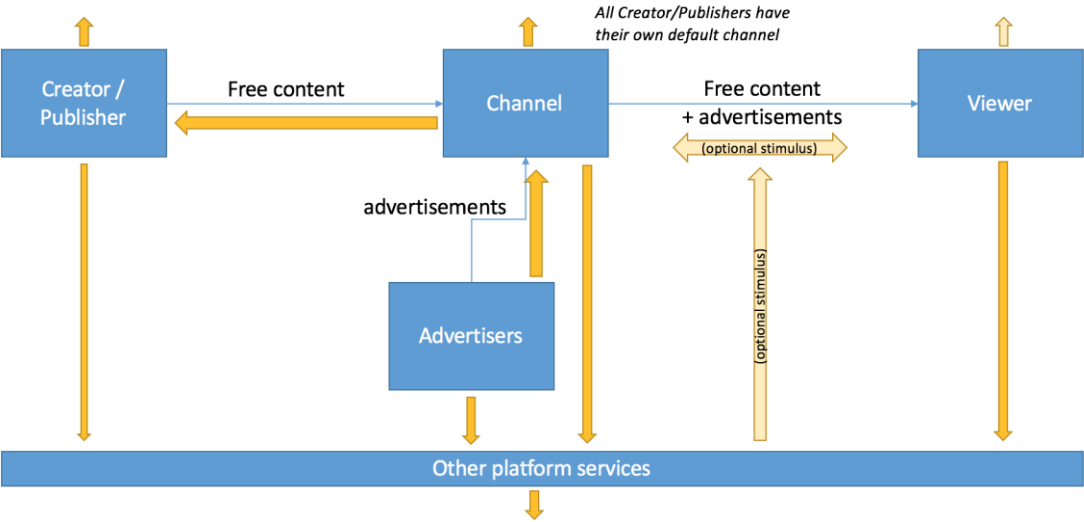 All Creator/Publishers have
their own default channel
Creator /
Publisher
Free content
Channel
Free content
+ advertisements
(optional stimulus)
Viewer
advertisements
(optional stimulus)
Advertisers
Other platform services